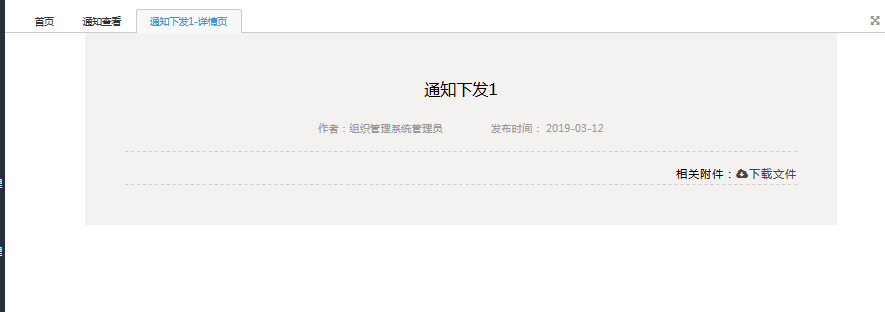 首页 通知查看 通知下发1-详情页
通知下发1
作者：组织管理系统管理员 发布时间： 2019-03-12
相关附件：下载文件